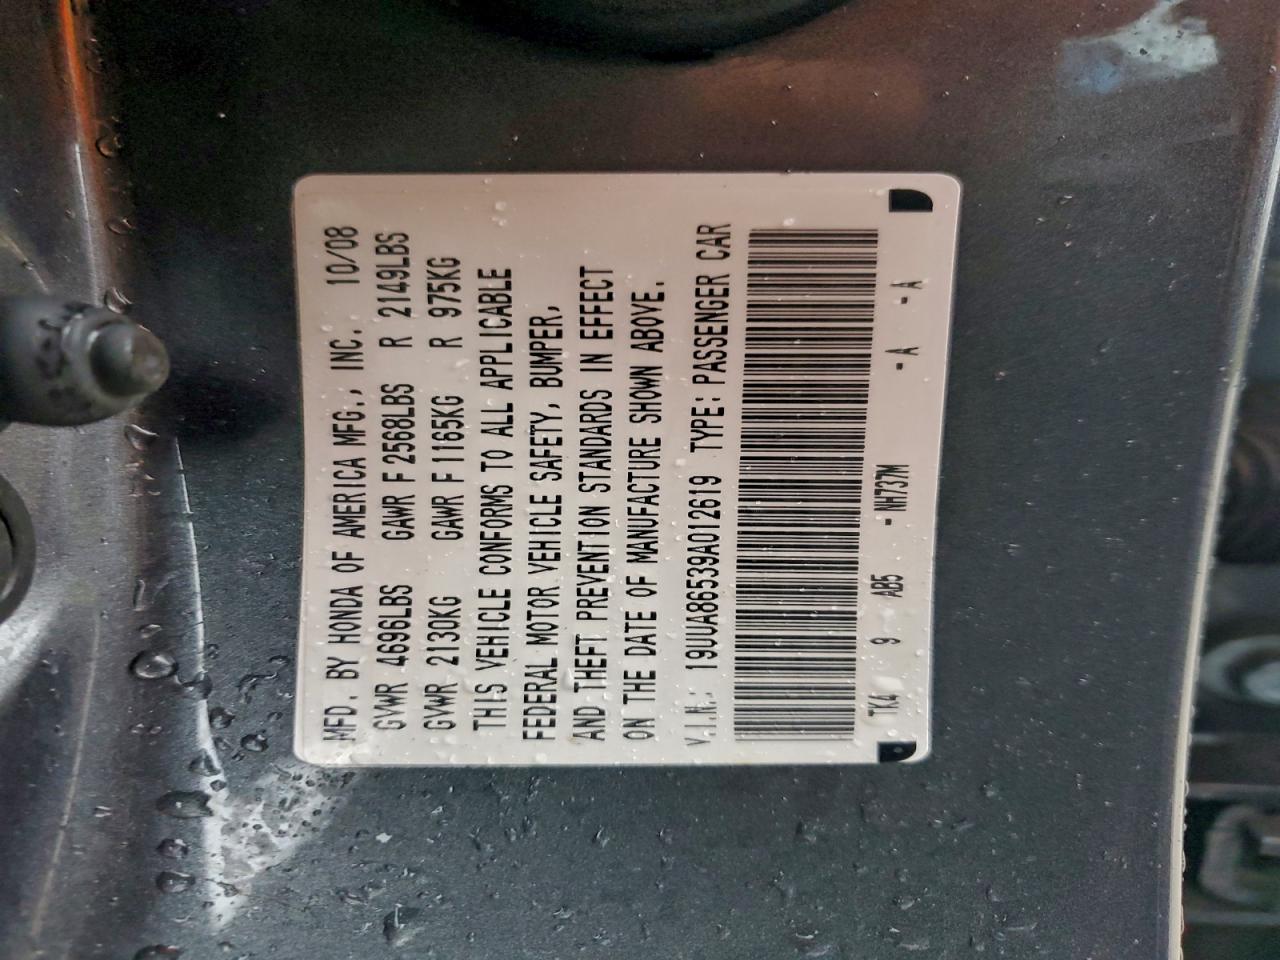 MFD. BY HONDA OF AMERICA MFG., INC. 10/08
GVWR 4696LBS GAWR F 2568LBS R 2149LBS
GVWR 2130KG GAWR F 1165KG R 975KG
THIS VEHICLE CONFORMS TO ALL APPLICABLE
FEDERAL MOTOR VEHICLE SAFETY, BUMPER,
AND THEFT PREVENTION STANDARDS IN EFFECT
ON THE DATE OF MANUFACTURE SHOWN ABOVE.
V.I.N.: 19UUA86539A012619 TYPE: PASSENGER CAR
TK4 9 AB5 - NH737M - A - A